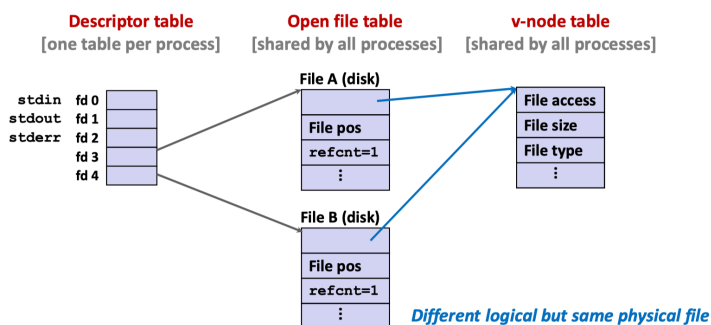 Descriptor table
[one table per process]
Open file table
[shared by all processes]
v-node table
[shared by all processes]
stdin fd 0
stdout fd 1
stderr fd 2
fd 3
fd 4
File A (disk)
File pos
refcnt=1
⋮
File B (disk)
File pos
refcnt=1
⋮
File access
File size
File type
⋮
Different logical but same physical file